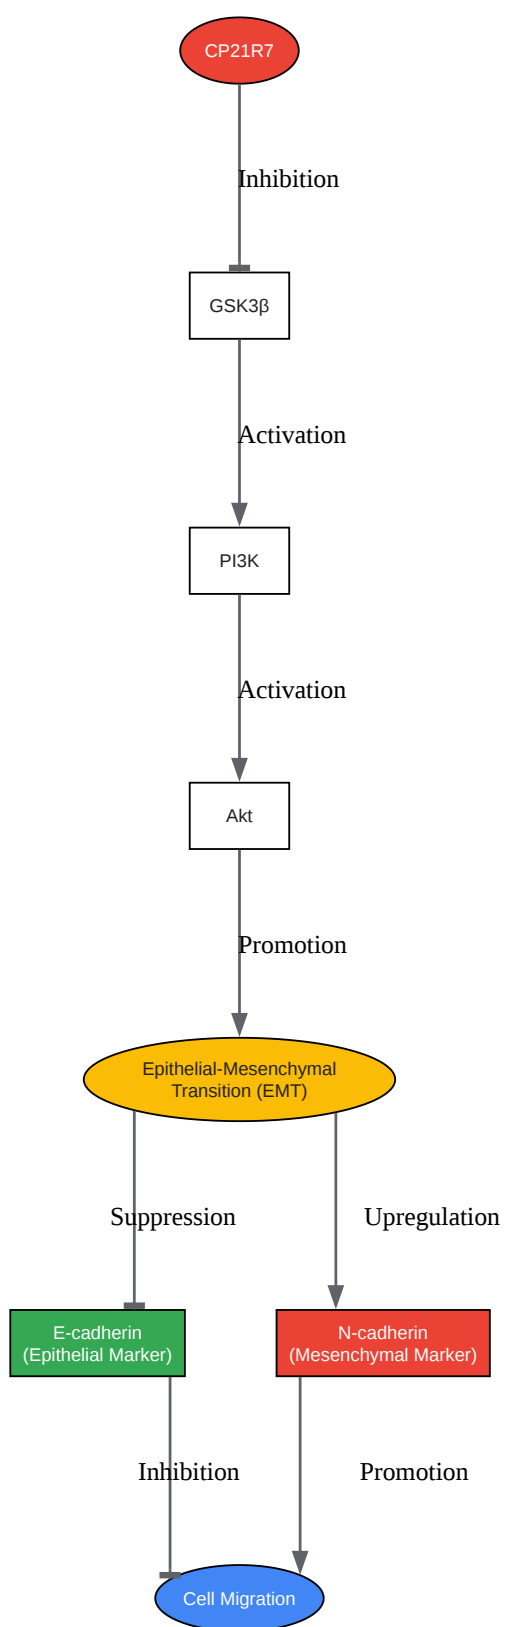 CP21R7
Inhibition
GSK3β
Activation
PI3K
Activation
Akt
Promotion
Epithelial-Mesenchymal
Transition (EMT)
Suppression
Upregulation
E-cadherin
(Epithelial Marker)
N-cadherin
(Mesenchymal Marker)
Inhibition
Promotion
Cell Migration